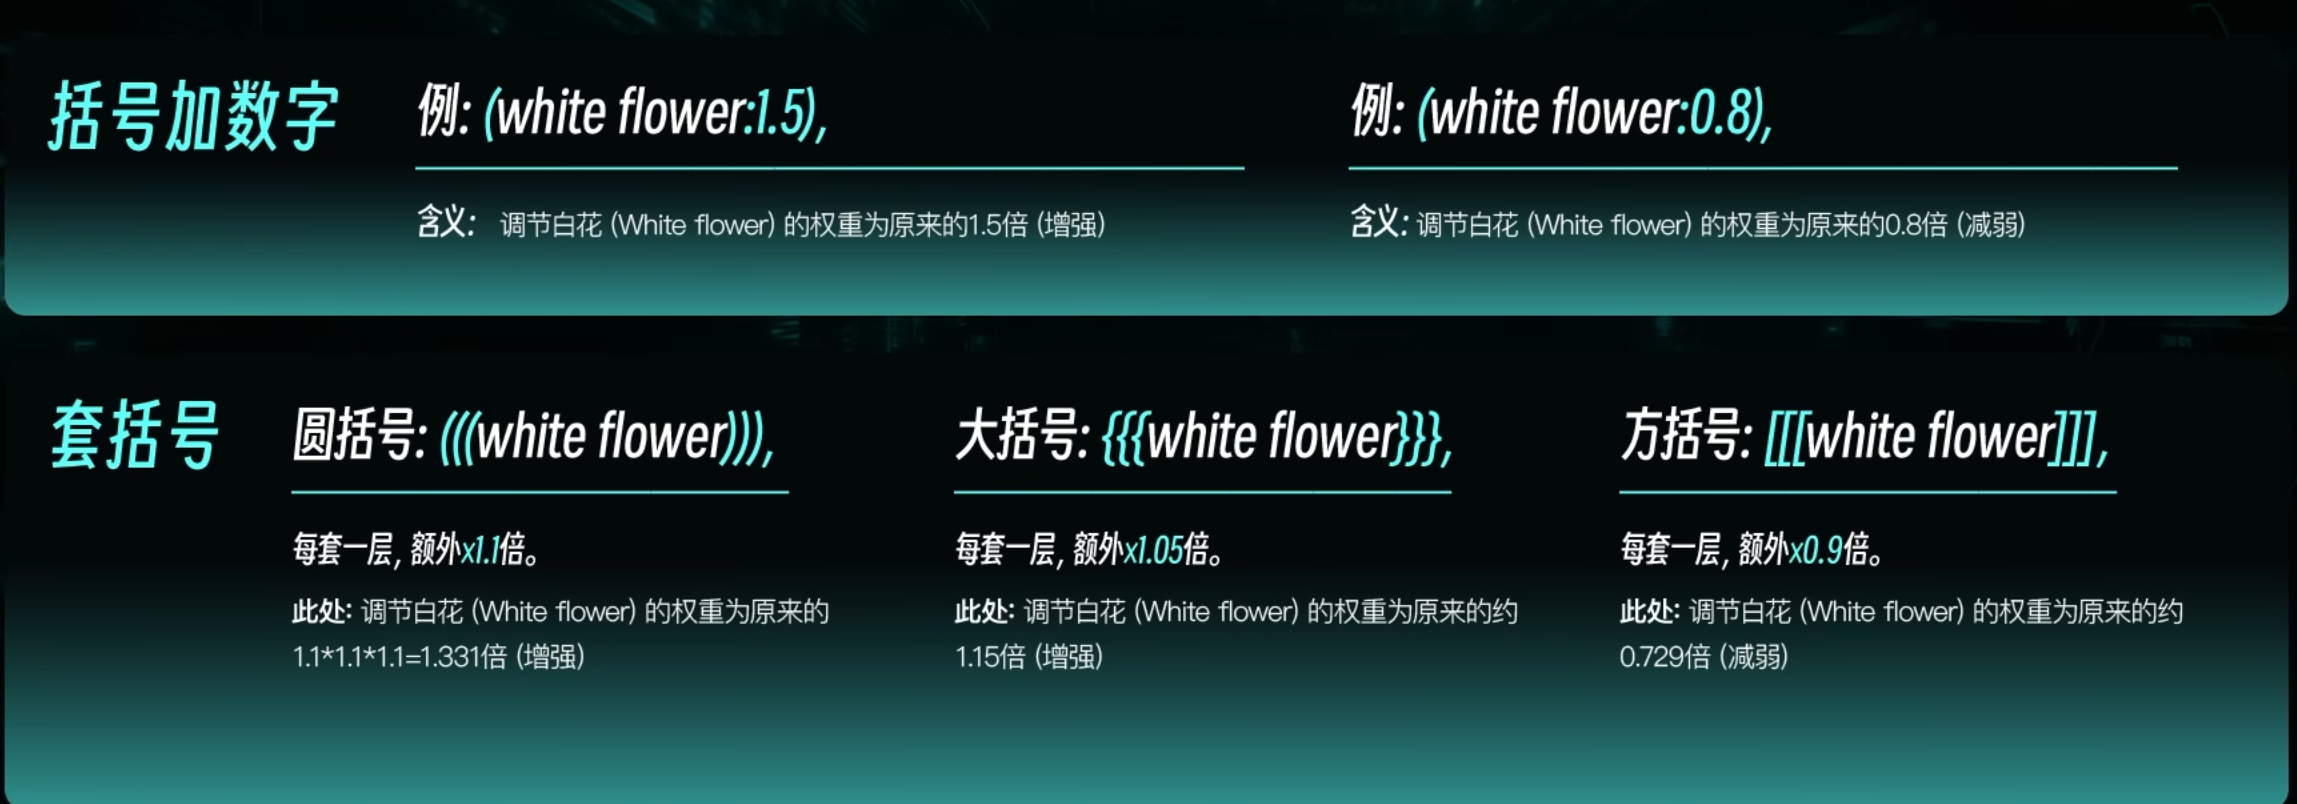 括号加数字
例: (white flower:1.5),
含义: 调节白花 (White flower) 的权重为原来的1.5倍 (增强)
例: (white flower:0.8),
含义: 调节白花 (White flower) 的权重为原来的0.8倍 (减弱)
套括号
圆括号: (((white flower))),
每套一层, 额外x1.1倍。
此处: 调节白花 (White flower) 的权重为原来的
1.1*1.1*1.1=1.331倍 (增强)
大括号: {{{white flower}}},
每套一层, 额外x1.05倍。
此处: 调节白花 (White flower) 的权重为原来的约
1.15倍 (增强)
方括号: [[[white flower]]],
每套一层, 额外x0.9倍。
此处: 调节白花 (White flower) 的权重为原来的约
0.729倍 (减弱)